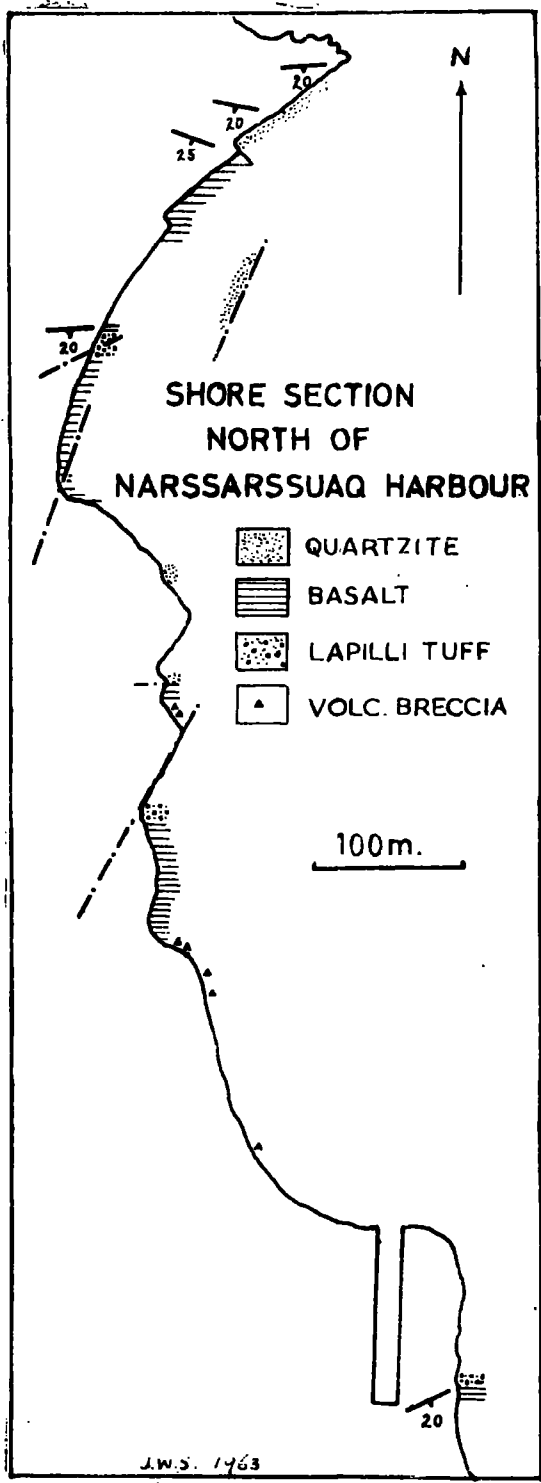 N
20
20
25
20
SHORE SECTION
NORTH OF
NARSSARSSUAQ HARBOUR
QUARTZITE
BASALT
LAPILLI TUFF
VOLC. BRECCIA
100m.
20
J.W.S. 1963